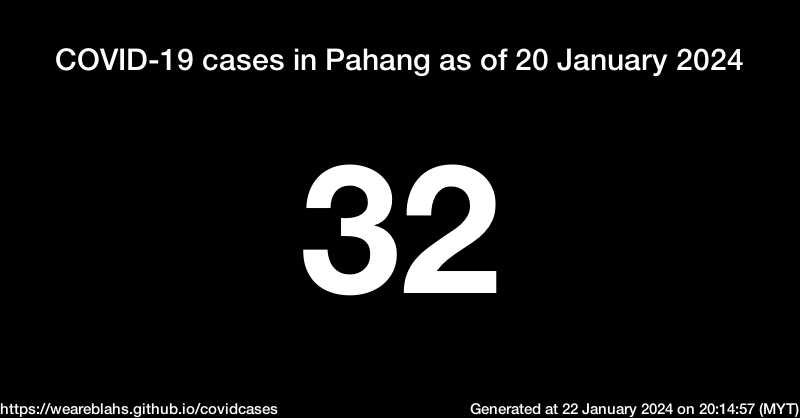 COVID-19 cases in Pahang as of 20 January 2024
32
https://weareblahs.github.io/covidcases
Generated at 22 January 2024 on 20:14:57 (MYT)